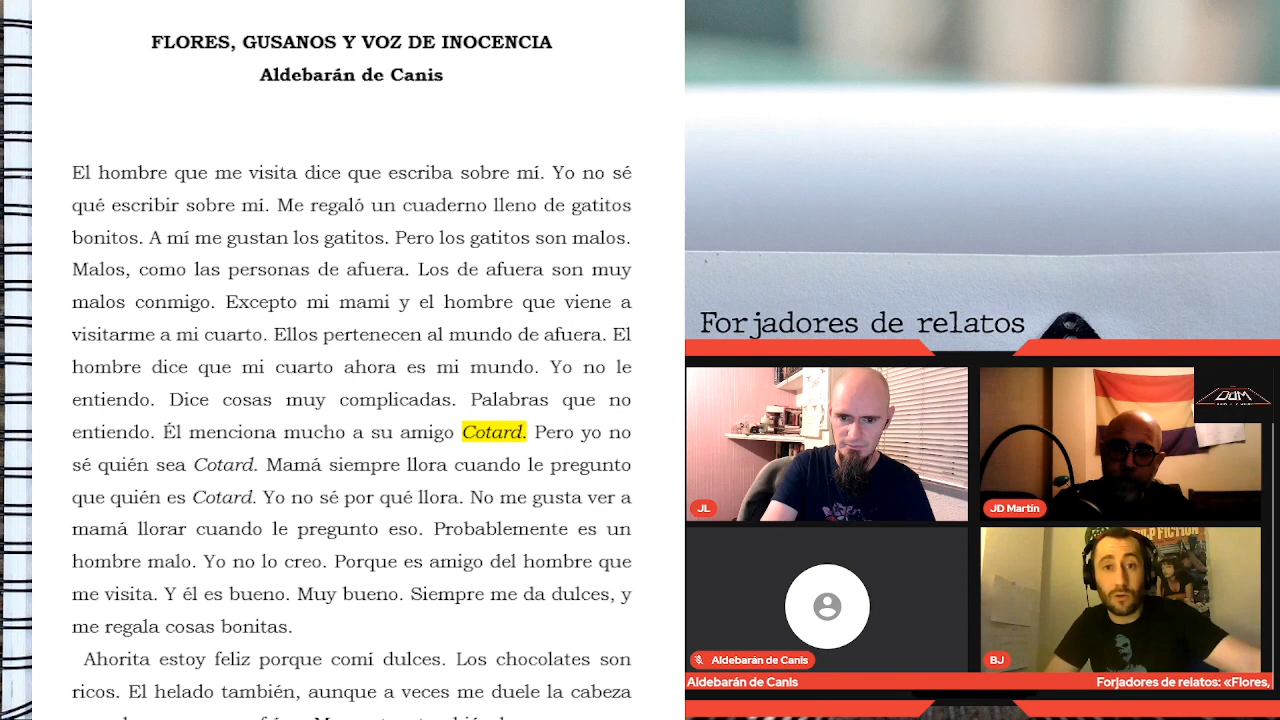 FLORES, GUSANOS Y VOZ DE INOCENCIA
Aldebarán de Canis
El hombre que me visita dice que escriba sobre mí. Yo no sé
qué escribir sobre mí. Me regaló un cuaderno lleno de gatitos
bonitos. A mí me gustan los gatitos. Pero los gatitos son malos.
Malos, como las personas de afuera. Los de afuera son muy
malos conmigo. Excepto mi mami y el hombre que viene a
visitarme a mi cuarto. Ellos pertenecen al mundo de afuera. El
hombre dice que mi cuarto ahora es mi mundo. Yo no le
entiendo. Dice cosas muy complicadas. Palabras que no
entiendo. Él menciona mucho a su amigo Cotard. Pero yo no
sé quién sea Cotard. Mamá siempre llora cuando le pregunto
que quién es Cotard. Yo no sé por qué llora. No me gusta ver a
mamá llorar cuando le pregunto eso. Probablemente es un
hombre malo. Yo no lo creo. Porque es amigo del hombre que
me visita. Y él es bueno. Muy bueno. Siempre me da dulces, y
me regala cosas bonitas.
Ahorita estoy feliz porque comí dulces. Los chocolates son
ricos. El helado también, aunque a veces me duele la cabeza
Forjadores de relatos
JL
JD Martín
PULP FICTION
Aldebarán de Canis
BJ
Aldebarán de Canis
Forjadores de relatos: «Flores,